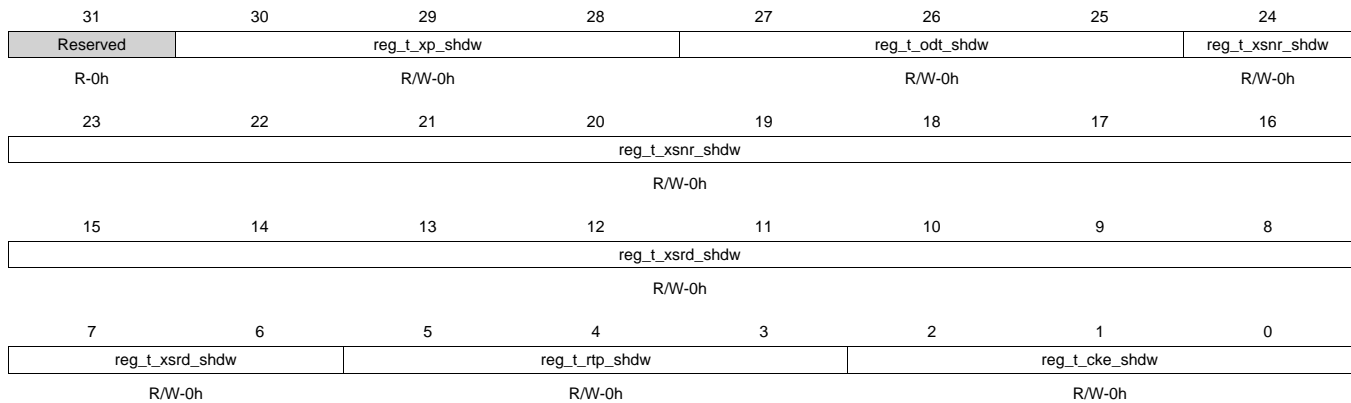 31 30 29 28 27 26 25 24
Reserved reg_t_xp_shdw reg_t_odt_shdw reg_t_xsnr_shdw
R-0h R/W-0h R/W-0h R/W-0h
23 22 21 20 19 18 17 16
reg_t_xsnr_shdw
R/W-0h
15 14 13 12 11 10 9 8
reg_t_xsrd_shdw
R/W-0h
7 6 5 4 3 2 1 0
reg_t_xsrd_shdw reg_t_rtp_shdw reg_t_cke_shdw
R/W-0h R/W-0h R/W-0h